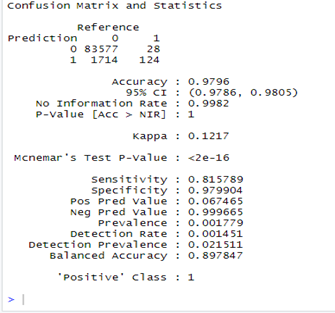 Confusion Matrix and Statistics
Reference
Prediction 0 1
0 83577 28
1 1714 124
Accuracy : 0.9796
95% CI : (0.9786, 0.9805)
No Information Rate : 0.9982
P-Value [Acc > NIR] : 1
Kappa : 0.1217
Mcnemar's Test P-Value : <2e-16
Sensitivity : 0.815789
Specificity : 0.979904
Pos Pred Value : 0.067465
Neg Pred Value : 0.999665
Prevalence : 0.001779
Detection Rate : 0.001451
Detection Prevalence : 0.021511
Balanced Accuracy : 0.897847
'Positive' Class : 1
>